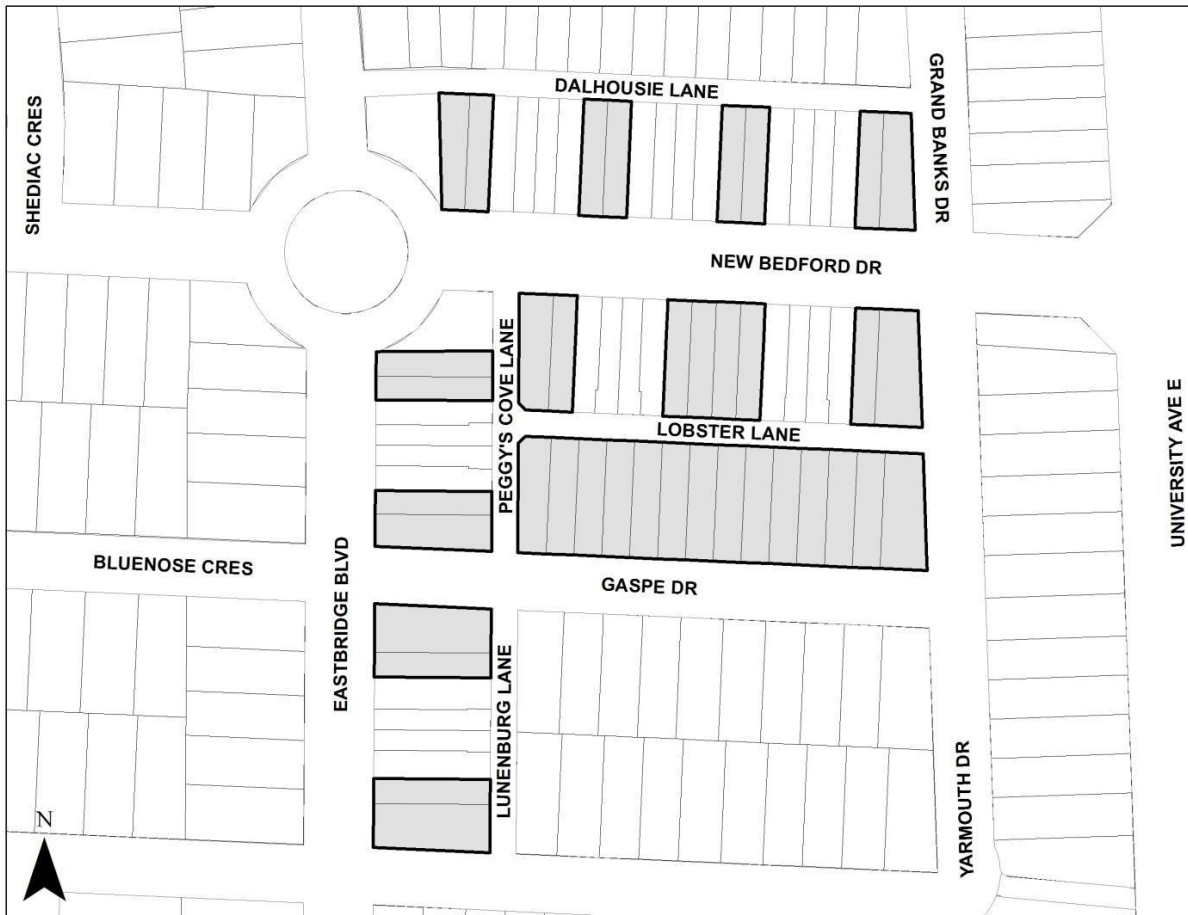 DALHOUSIE LANE
GRAND BANKS DR
SHEDIAC CRES
NEW BEDFORD DR
PEGGY'S COVE LANE
LOBSTER LANE
UNIVERSITY AVE E
BLUENOSE CRES
EASTBRIDGE BLVD
GASPE DR
LUNENBURG LANE
YARMOUTH DR
N